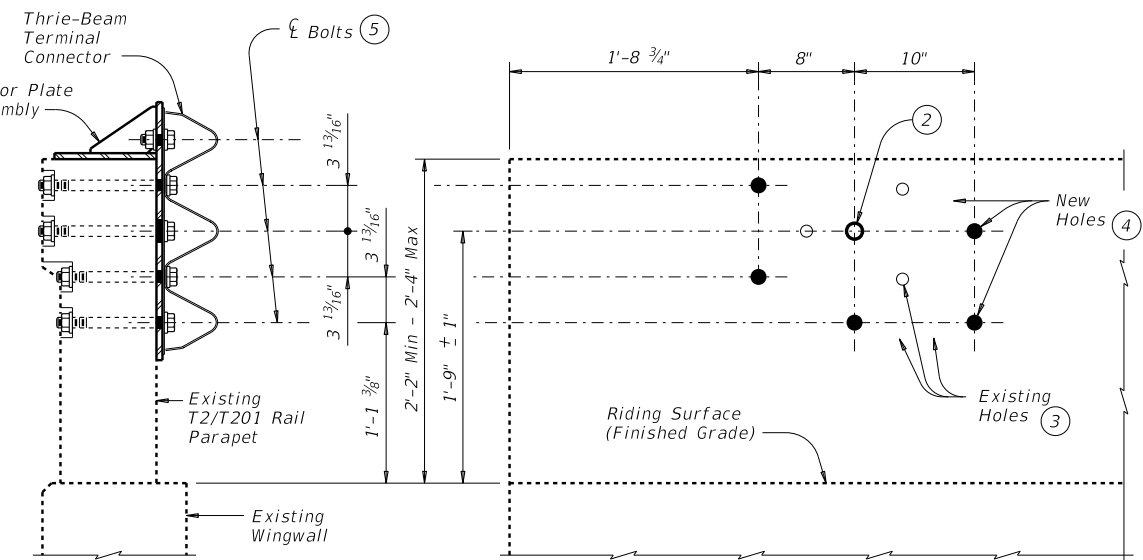 Thrie-Beam
Terminal
Connector
or Plate
mbly
℄ Bolts 5
3 13/16"
3 13/16"
3 13/16"
1'-1 3/8"
2'-2" Min - 2'-4" Max
1'-9" ± 1"
Existing
T2/T201 Rail
Parapet
Existing
Wingwall
1'-8 3/4"
8"
10"
2
New
Holes 4
Existing
Holes 3
Riding Surface
(Finished Grade)